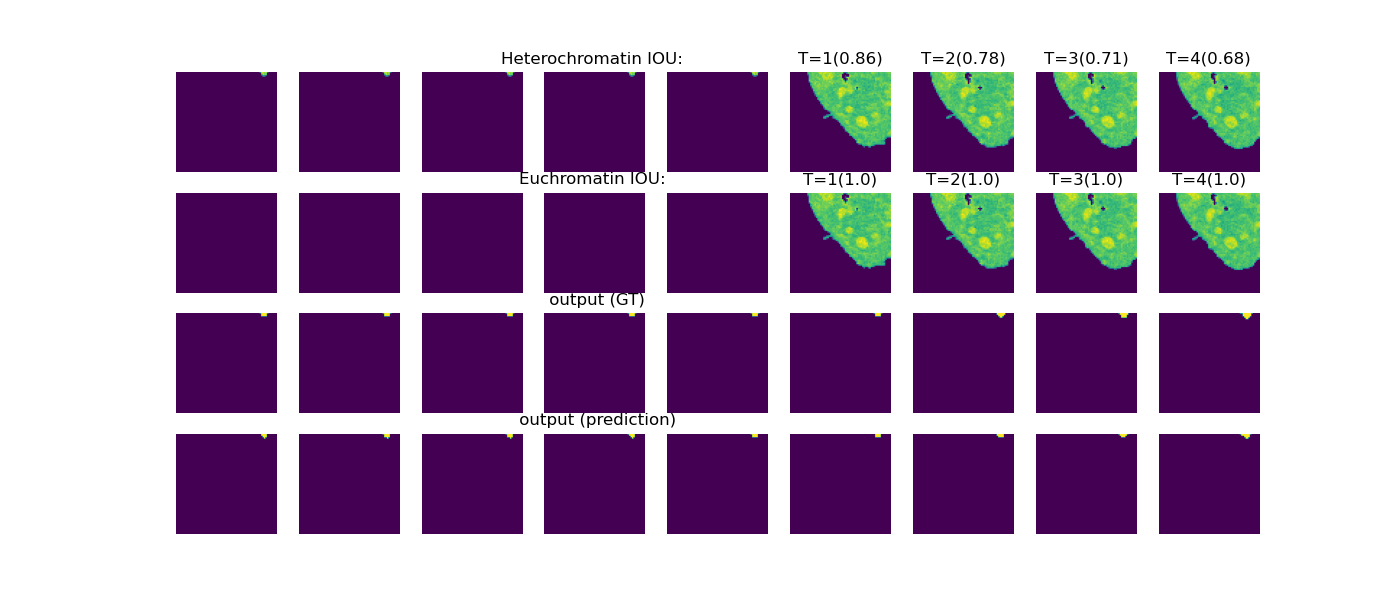 Heterochromatin IOU: T=1(0.86) T=2(0.78) T=3(0.71) T=4(0.68)
Euchromatin IOU: T=1(1.0) T=2(1.0) T=3(1.0) T=4(1.0)
output (GT)
output (prediction)